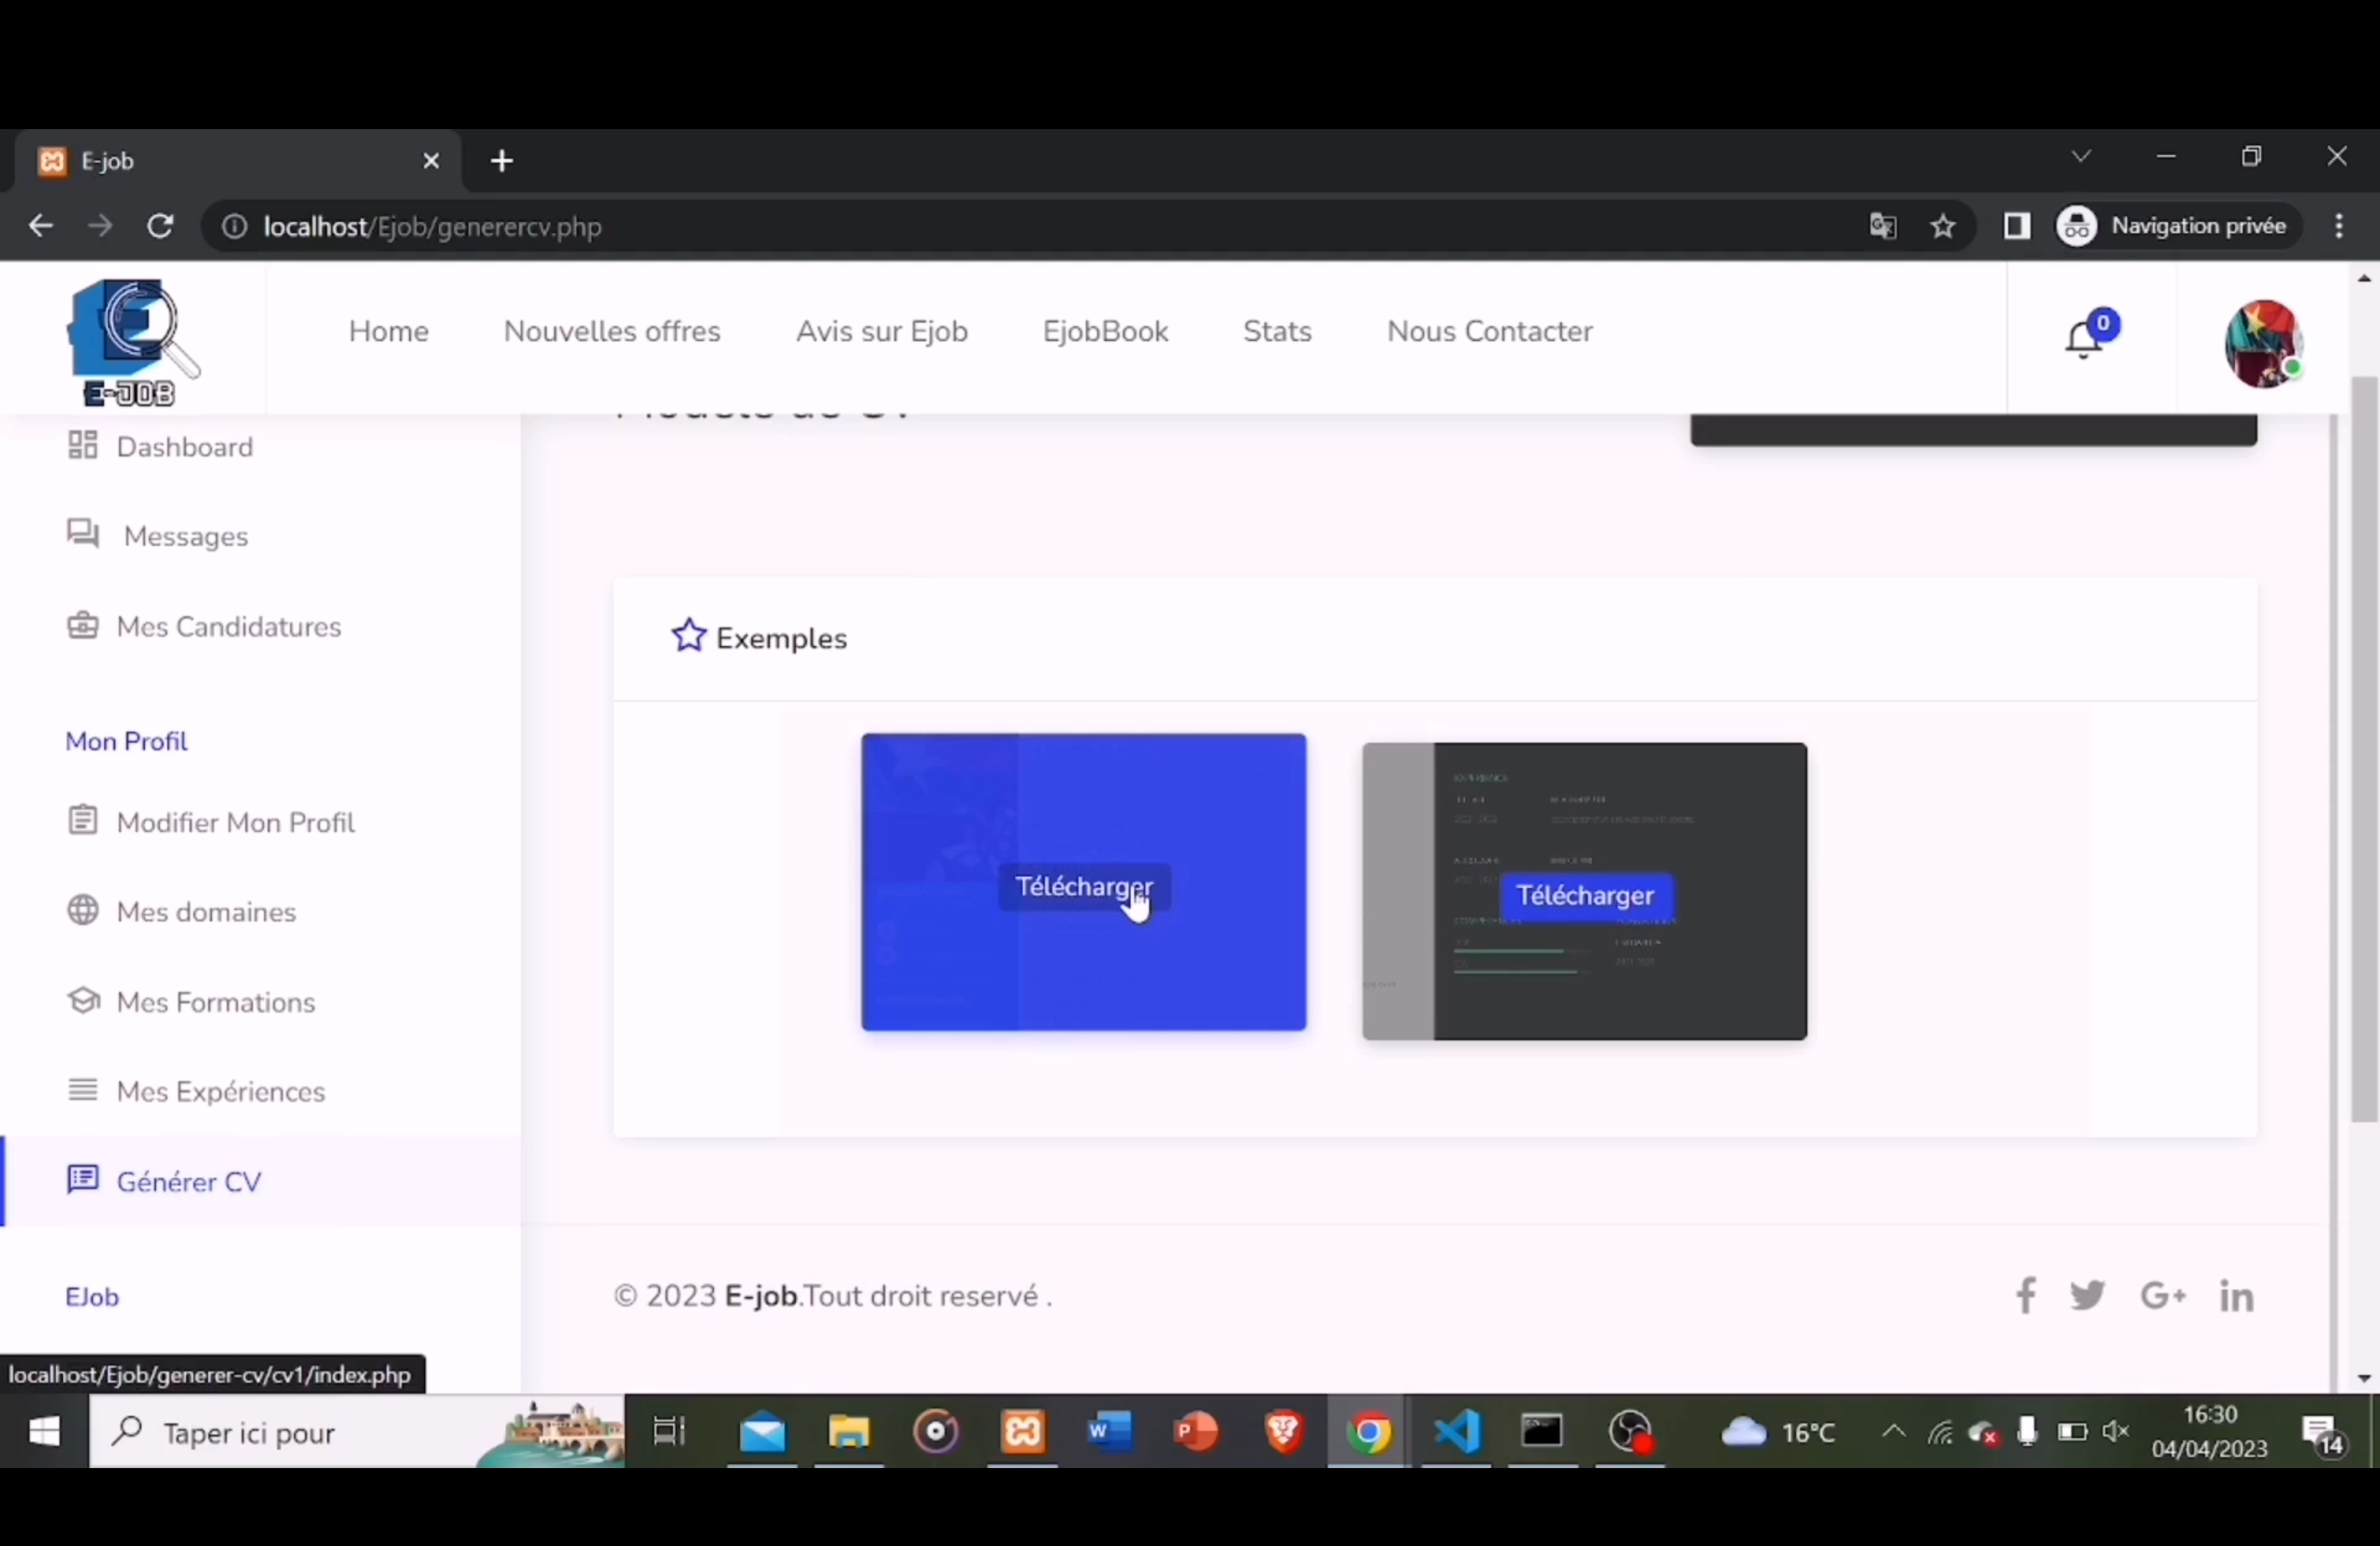 E-job
localhost/Ejob/generercv.php
Navigation privée
E-JOB
Home
Nouvelles offres
Avis sur Ejob
EjobBook
Stats
Nous Contacter
0
Dashboard
Messages
Mes Candidatures
Mon Profil
Modifier Mon Profil
Mes domaines
Mes Formations
Mes Expériences
Générer CV
EJob
Exemples
Télécharger
Télécharger
© 2023 E-job.Tout droit reservé .
localhost/Ejob/generer-cv/cv1/index.php
Taper ici pour
16°C
16:30
04/04/2023
14